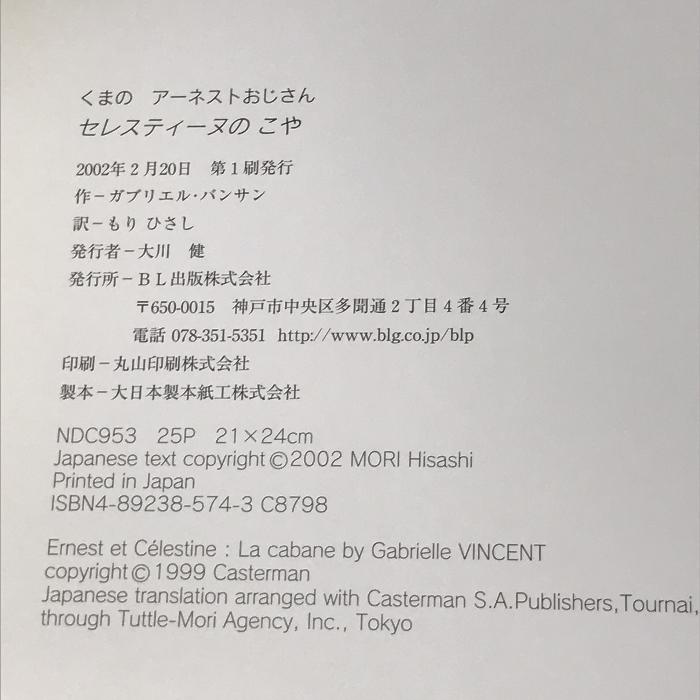 くまの　アーネストおじさん
セレスティーヌの こや
2002年2月20日　第1刷発行
作－ガブリエル・バンサン
訳－もり ひさし
発行者－大川　健
発行所－ＢＬ出版株式会社
〒650-0015　神戸市中央区多聞通2丁目4番4号
電話 078-351-5351 http://www.blg.co.jp/blp
印刷－丸山印刷株式会社
製本－大日本製本紙工株式会社
NDC953　25P　21×24cm
Japanese text copyright©2002 MORI Hisashi
Printed in Japan
ISBN4-89238-574-3 C8798
Ernest et Célestine : La cabane by Gabrielle VINCENT
copyright©1999 Casterman
Japanese translation arranged with Casterman S.A.Publishers,Tournai,
through Tuttle-Mori Agency, Inc., Tokyo